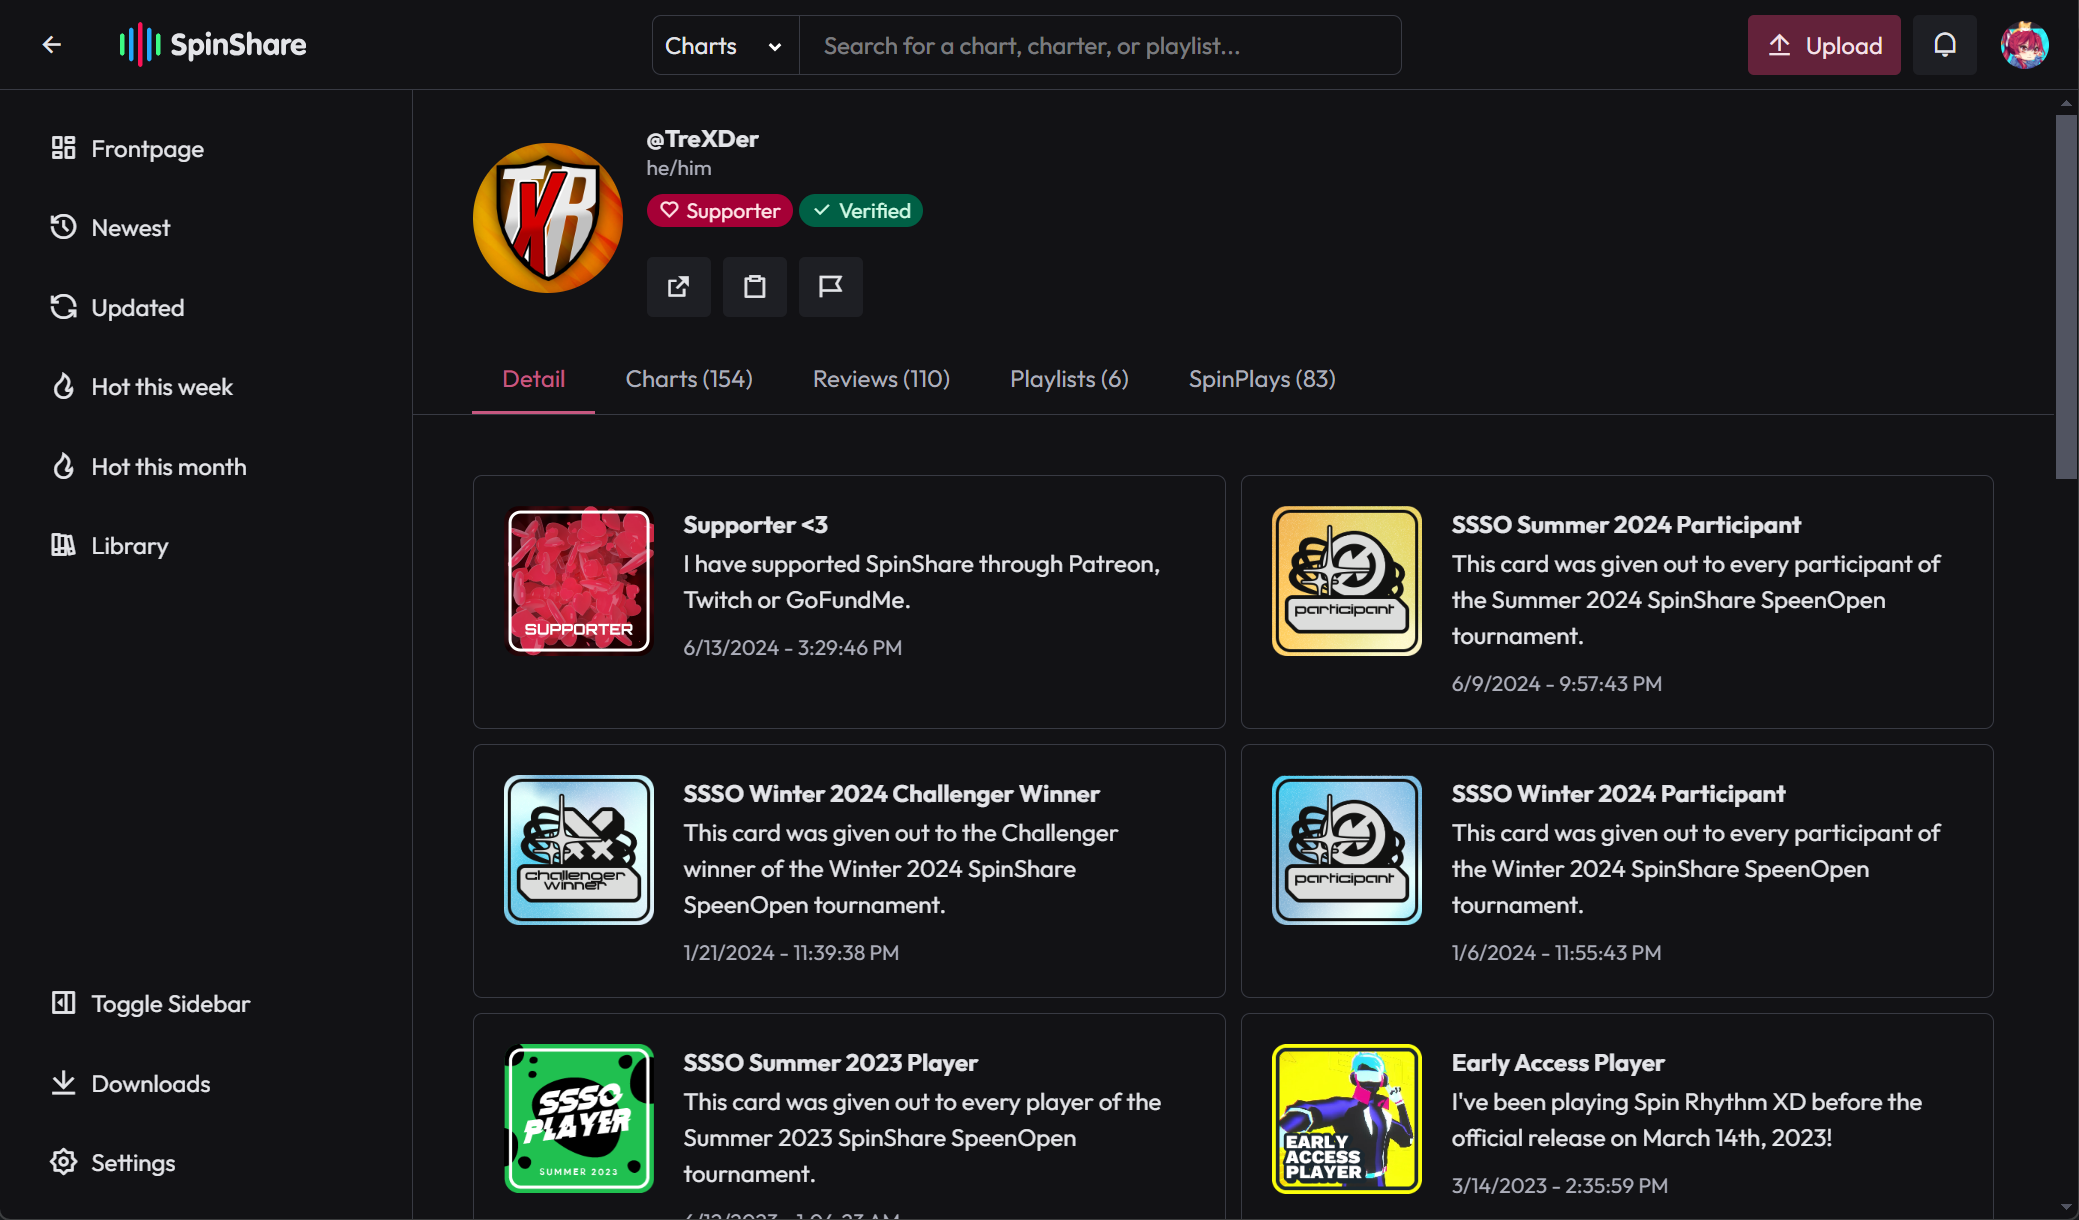 SpinShare
Charts
Search for a chart, charter, or playlist...
Upload
Frontpage
Newest
Updated
Hot this week
Hot this month
Library
Toggle Sidebar
Downloads
Settings
TXR
@TreXDer
he/him
Supporter
Verified
Detail
Charts (154)
Reviews (110)
Playlists (6)
SpinPlays (83)
SUPPORTER
Supporter <3
I have supported SpinShare through Patreon,
Twitch or GoFundMe.
6/13/2024 - 3:29:46 PM
participant
SSSO Summer 2024 Participant
This card was given out to every participant of
the Summer 2024 SpinShare SpeenOpen
tournament.
6/9/2024 - 9:57:43 PM
challenger
winner
SSSO Winter 2024 Challenger Winner
This card was given out to the Challenger
winner of the Winter 2024 SpinShare
SpeenOpen tournament.
1/21/2024 - 11:39:38 PM
participant
SSSO Winter 2024 Participant
This card was given out to every participant of
the Winter 2024 SpinShare SpeenOpen
tournament.
1/6/2024 - 11:55:43 PM
SSSO
PLAYER
SUMMER 2023
SSSO Summer 2023 Player
This card was given out to every player of the
Summer 2023 SpinShare SpeenOpen
tournament.
EARLY
ACCESS
PLAYER
Early Access Player
I've been playing Spin Rhythm XD before the
official release on March 14th, 2023!
3/14/2023 - 2:35:59 PM